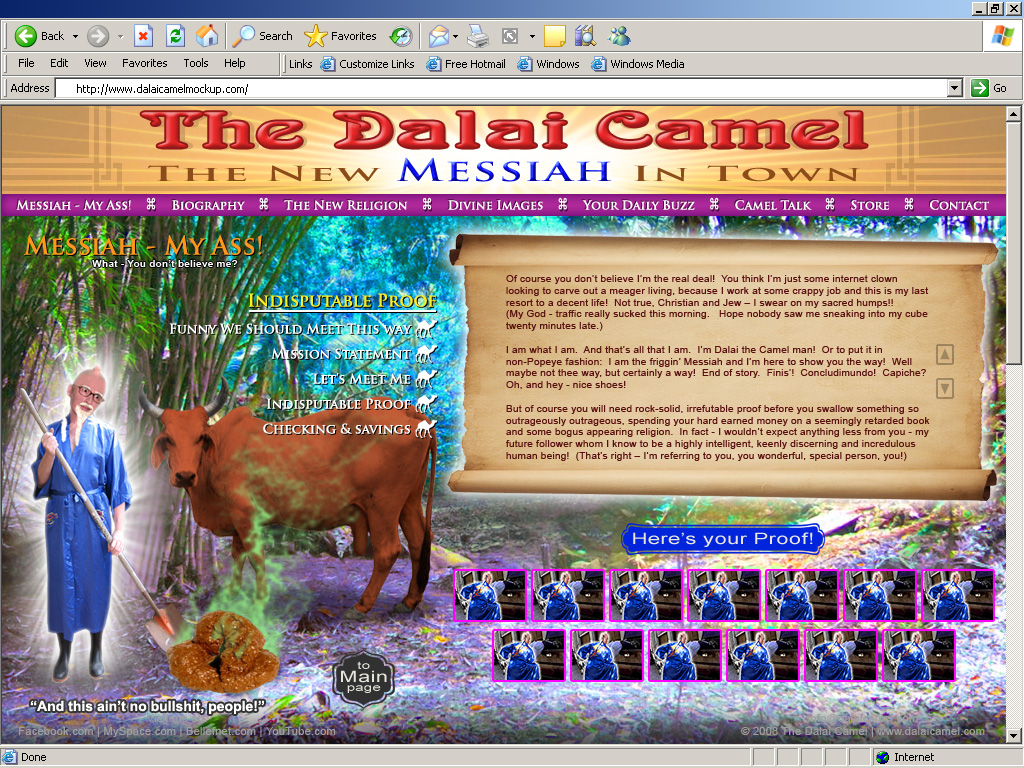 Back
Search
Favorites
File Edit View Favorites Tools Help
Links Customize Links Free Hotmail Windows Windows Media
Address http://www.dalaicamelmockup.com/ Go
The Dalai Camel
The New Messiah In Town
Messiah - My Ass! ⌘ Biography ⌘ The New Religion ⌘ Divine Images ⌘ Your Daily Buzz ⌘ Camel Talk ⌘ Store ⌘ Contact
Messiah - My Ass!
What - You don't believe me?
Indisputable Proof
Funny We Should Meet This Way
Mission Statement
Let's Meet Me
Indisputable Proof
Checking & Savings
Of course you don't believe I'm the real deal! You think I'm just some internet clown
looking to carve out a meager living, because I work at some crappy job and this is my last
resort to a decent life! Not true, Christian and Jew – I swear on my sacred humps!!
(My God - traffic really sucked this morning. Hope nobody saw me sneaking into my cube
twenty minutes late.)
I am what I am. And that's all that I am. I'm Dalai the Camel man! Or to put it in
non-Popeye fashion: I am the friggin' Messiah and I'm here to show you the way! Well
maybe not thee way, but certainly a way! End of story. Finis'! Concludimundo! Capiche?
Oh, and hey - nice shoes!
But of course you will need rock-solid, irrefutable proof before you swallow something so
outrageously outrageous, spending your hard earned money on a seemingly retarded book
and some bogus appearing religion. In fact - I wouldn't expect anything less from you - my
future follower whom I know to be a highly intelligent, keenly discerning and incredulous
human being! (That's right – I'm referring to you, you wonderful, special person, you!)
Here's your Proof!
to
Main
page
“And this ain't no bullshit, people!”
Facebook.com | MySpace.com | Beliefnet.com | YouTube.com
© 2008 The Dalai Camel | www.dalaicamel.com
Done
Internet